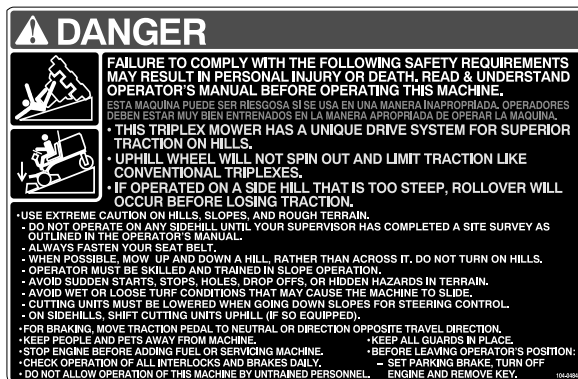 DANGER
FAILURE TO COMPLY WITH THE FOLLOWING SAFETY REQUIREMENTS
MAY RESULT IN PERSONAL INJURY OR DEATH. READ & UNDERSTAND
OPERATOR'S MANUAL BEFORE OPERATING THIS MACHINE.
ESTA MAQUINA PUEDE SER RIESGOSA SI SE USA EN UNA MANERA INAPROPRIADA. OPERADORES
DEBEN ESTAR MUY BIEN ENTRENADOS EN LA MANERA APROPRIADA DE OPERAR LA MAQUINA.
• THIS TRIPLEX MOWER HAS A UNIQUE DRIVE SYSTEM FOR SUPERIOR
TRACTION ON HILLS.
• UPHILL WHEEL WILL NOT SPIN OUT AND LIMIT TRACTION LIKE
CONVENTIONAL TRIPLEXES.
• IF OPERATED ON A SIDE HILL THAT IS TOO STEEP, ROLLOVER WILL
OCCUR BEFORE LOSING TRACTION.
•USE EXTREME CAUTION ON HILLS, SLOPES, AND ROUGH TERRAIN.
- DO NOT OPERATE ON ANY SIDEHILL UNTIL YOUR SUPERVISOR HAS COMPLETED A SITE SURVEY AS
OUTLINED IN THE OPERATOR'S MANUAL.
- ALWAYS FASTEN YOUR SEAT BELT.
- WHEN POSSIBLE, MOW UP AND DOWN A HILL, RATHER THAN ACROSS IT. DO NOT TURN ON HILLS.
- OPERATOR MUST BE SKILLED AND TRAINED IN SLOPE OPERATION.
- AVOID SUDDEN STARTS, STOPS, HOLES, DROP OFFS, OR HIDDEN HAZARDS IN TERRAIN.
- AVOID WET OR LOOSE TURF CONDITIONS THAT MAY CAUSE THE MACHINE TO SLIDE.
- CUTTING UNITS MUST BE LOWERED WHEN GOING DOWN SLOPES FOR STEERING CONTROL.
- ON SIDEHILLS, SHIFT CUTTING UNITS UPHILL (IF SO EQUIPPED).
•FOR BRAKING, MOVE TRACTION PEDAL TO NEUTRAL OR DIRECTION OPPOSITE TRAVEL DIRECTION.
•KEEP PEOPLE AND PETS AWAY FROM MACHINE.
•STOP ENGINE BEFORE ADDING FUEL OR SERVICING MACHINE.
•CHECK OPERATION OF ALL INTERLOCKS AND BRAKES DAILY.
• DO NOT ALLOW OPERATION OF THIS MACHINE BY UNTRAINED PERSONNEL.
•KEEP ALL GUARDS IN PLACE.
•BEFORE LEAVING OPERATOR'S POSITION:
– SET PARKING BRAKE, TURN OFF
ENGINE AND REMOVE KEY.
104-0484